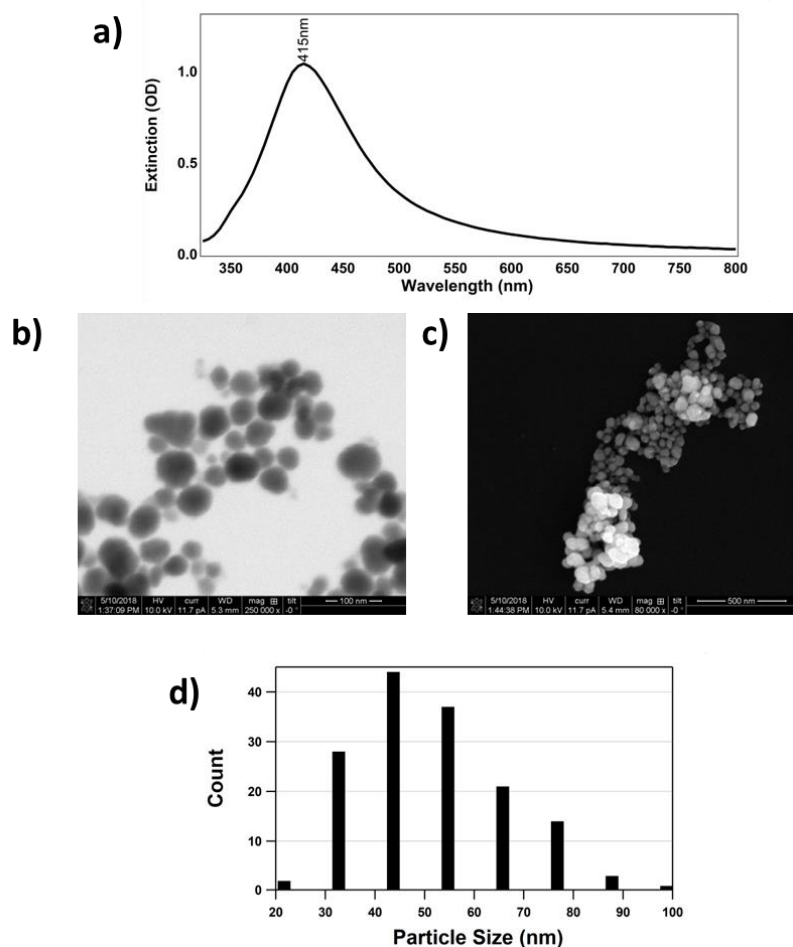 a)
415nm
Extinction (OD)
1.0
0.5
0.0
350 400 450 500 550 600 650 700 750 800
Wavelength (nm)
b)
5/10/2018 HV curr WD mag ⊞ tilt
1:37:09 PM 10.0 kV 11.7 pA 5.3 mm 250 000 x -0 ° 100 nm
c)
5/10/2018 HV curr WD mag ⊞ tilt
1:44:38 PM 10.0 kV 11.7 pA 5.4 mm 80 000 x -0 ° 500 nm
d)
Count
40
30
20
10
0
20 30 40 50 60 70 80 90 100
Particle Size (nm)